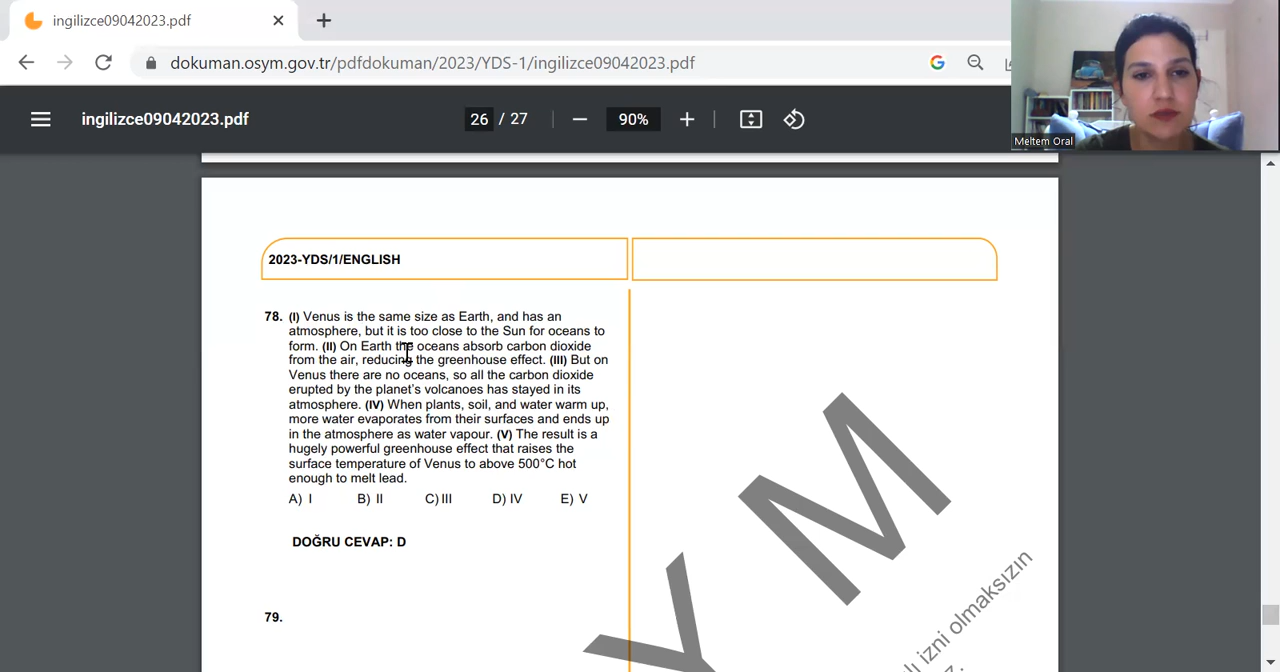 ingilizce09042023.pdf
dokuman.osym.gov.tr/pdfdokuman/2023/YDS-1/ingilizce09042023.pdf
ingilizce09042023.pdf
26 / 27
90%
Meltem Oral
2023-YDS/1/ENGLISH
78. (I) Venus is the same size as Earth, and has an
atmosphere, but it is too close to the Sun for oceans to
form. (II) On Earth the oceans absorb carbon dioxide
from the air, reducing the greenhouse effect. (III) But on
Venus there are no oceans, so all the carbon dioxide
erupted by the planet's volcanoes has stayed in its
atmosphere. (IV) When plants, soil, and water warm up,
more water evaporates from their surfaces and ends up
in the atmosphere as water vapour. (V) The result is a
hugely powerful greenhouse effect that raises the
surface temperature of Venus to above 500°C hot
enough to melt lead.
A) I B) II C) III D) IV E) V
DOĞRU CEVAP: D
79.
Y M
izni olmaksızın